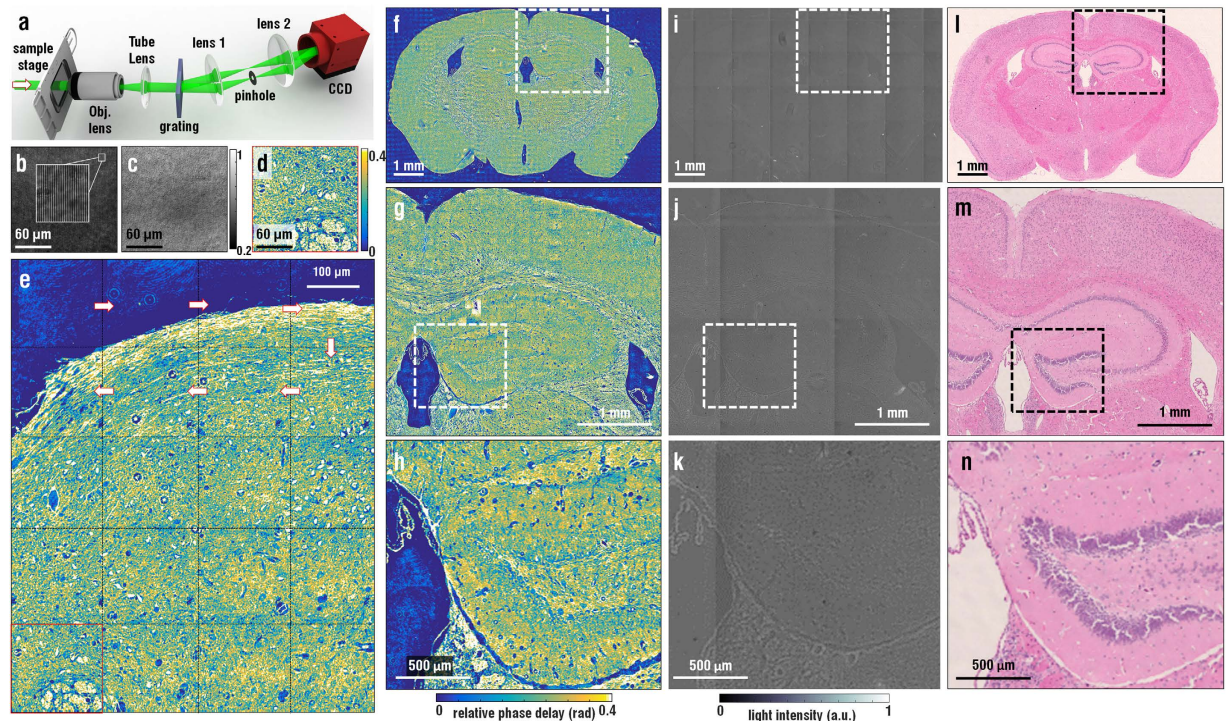 a
sample
stage
Tube
Lens
lens 1
lens 2
Obj.
lens
grating
pinhole
CCD
b
60 µm
c
60 µm
1
0.2
d
60 µm
0.4
0
e
100 µm
f
1 mm
g
1 mm
h
500 µm
0 relative phase delay (rad) 0.4
i
1 mm
j
1 mm
k
500 µm
0 light intensity (a.u.) 1
l
1 mm
m
1 mm
n
500 µm